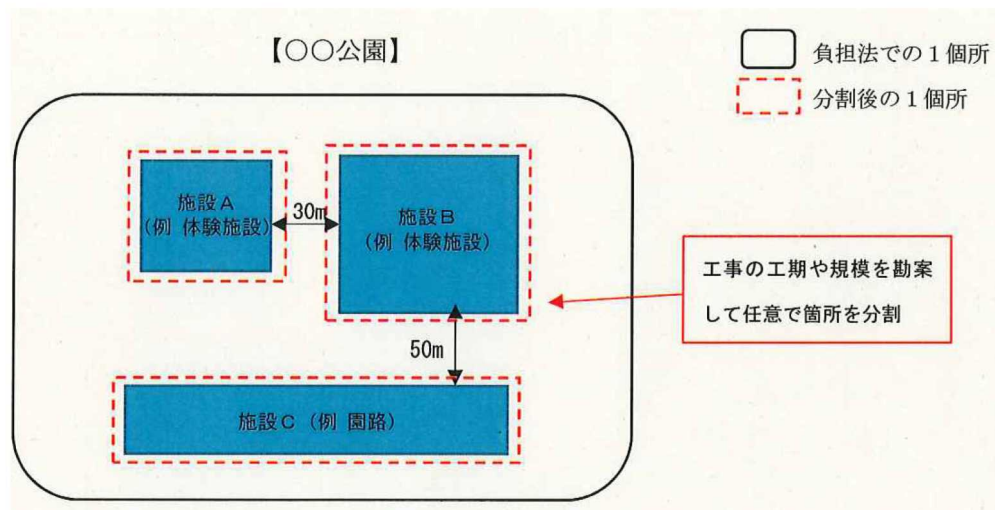 【〇〇公園】
負担法での１個所
分割後の１個所
施設Ａ
(例 体験施設)
30m
施設Ｂ
(例 体験施設)
工事の工期や規模を勘案
して任意で箇所を分割
50m
施設Ｃ（例 園路）